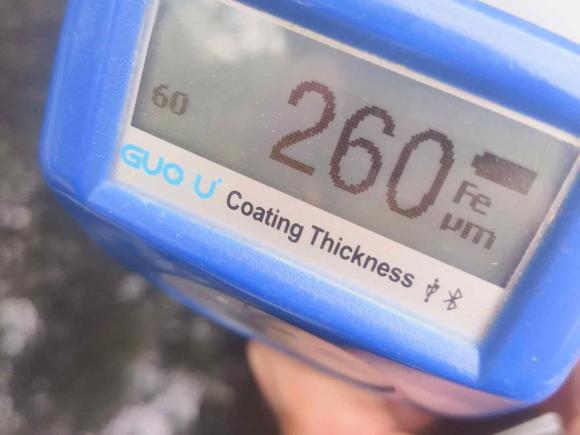 60
260
Fe
µm
GUO U
Coating Thickness